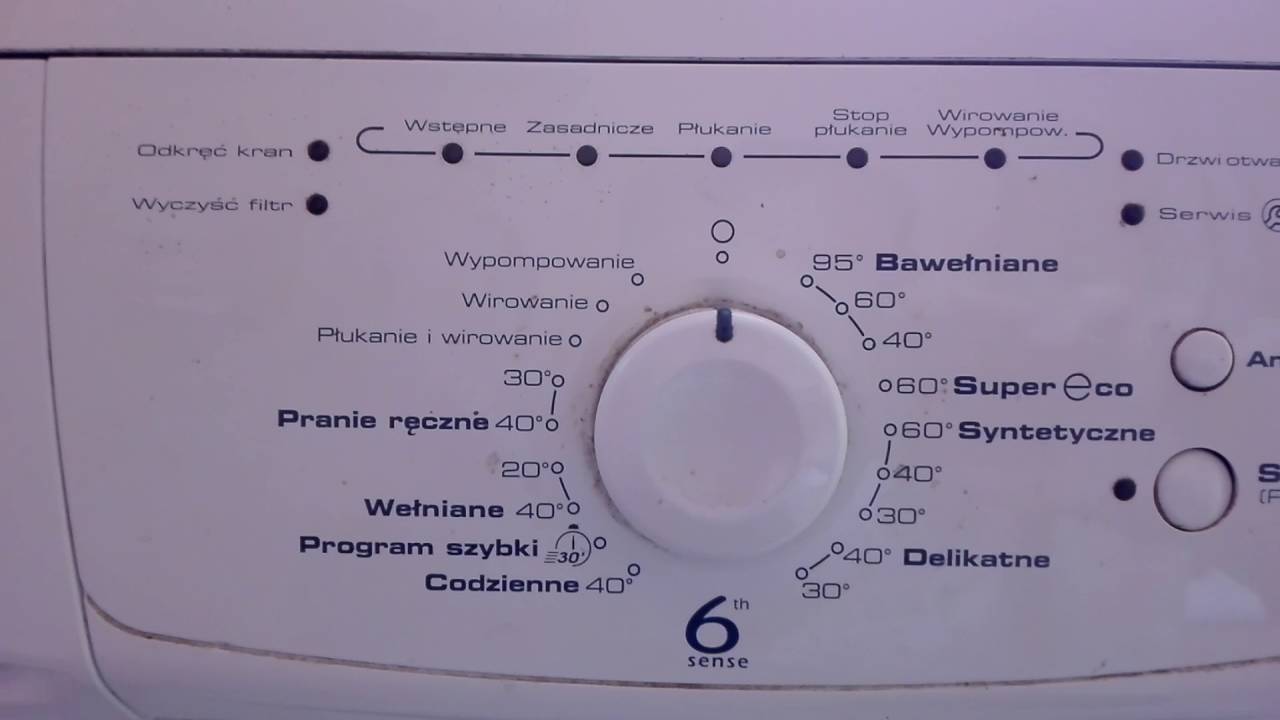 Wstępne Zasadnicze Płukanie Stop płukanie Wirowanie Wypompow.
Odkręć kran
Drzwi otwa
Wyczyść filtr
Serwis
Wypompowanie
Wirowanie
Płukanie i wirowanie
30°
Pranie ręczne 40°
20°
Wełniane 40°
Program szybki 30'
Codzienne 40°
95° Bawełniane
60°
40°
60° Super eco
60° Syntetyczne
40°
30°
40° Delikatne
30°
6th
sense